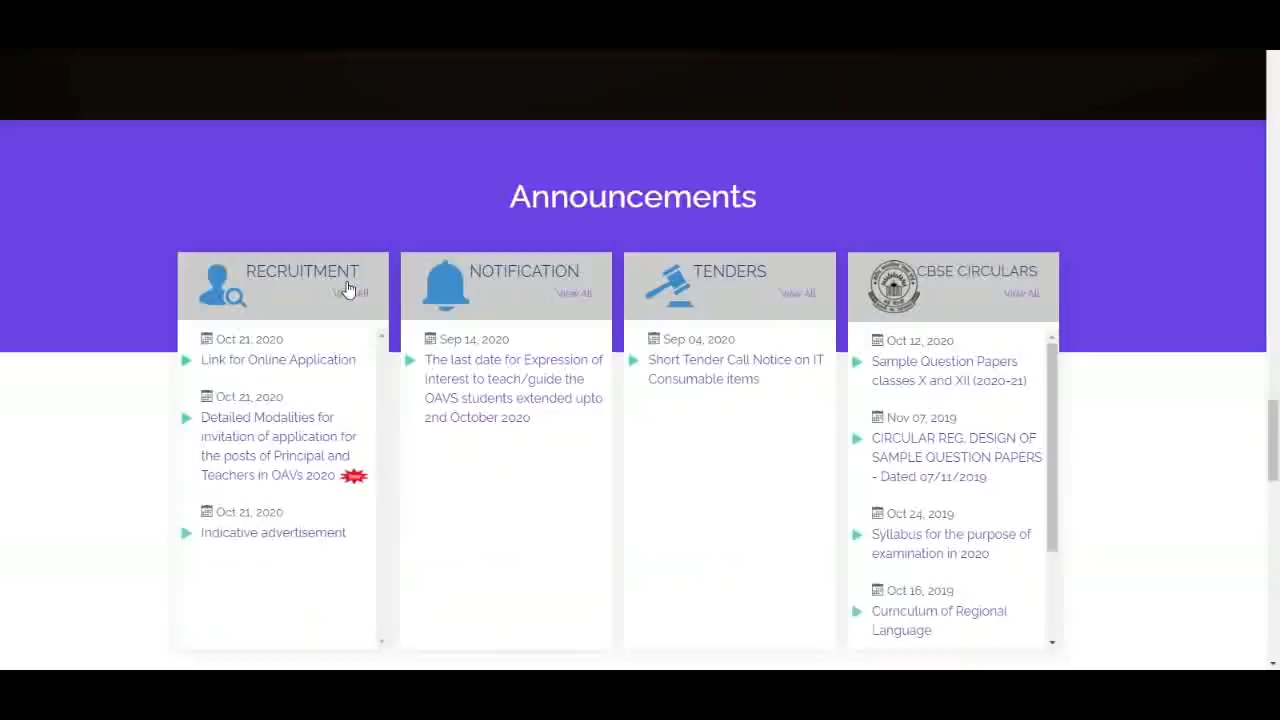 Announcements
RECRUITMENT
Oct 21, 2020
Link for Online Application
Oct 21, 2020
Detailed Modalities for
invitation of application for
the posts of Principal and
Teachers in OAVs 2020
Oct 21, 2020
Indicative advertisement
NOTIFICATION
View All
Sep 14, 2020
The last date for Expression of
Interest to teach/guide the
OAVS students extended upto
2nd October 2020
TENDERS
View All
Sep 04, 2020
Short Tender Call Notice on IT
Consumable items
CBSE CIRCULARS
View All
Oct 12, 2020
Sample Question Papers
classes X and XII (2020-21)
Nov 07, 2019
CIRCULAR REG. DESIGN OF
SAMPLE QUESTION PAPERS
- Dated 07/11/2019
Oct 24, 2019
Syllabus for the purpose of
examination in 2020
Oct 16, 2019
Curriculum of Regional
Language